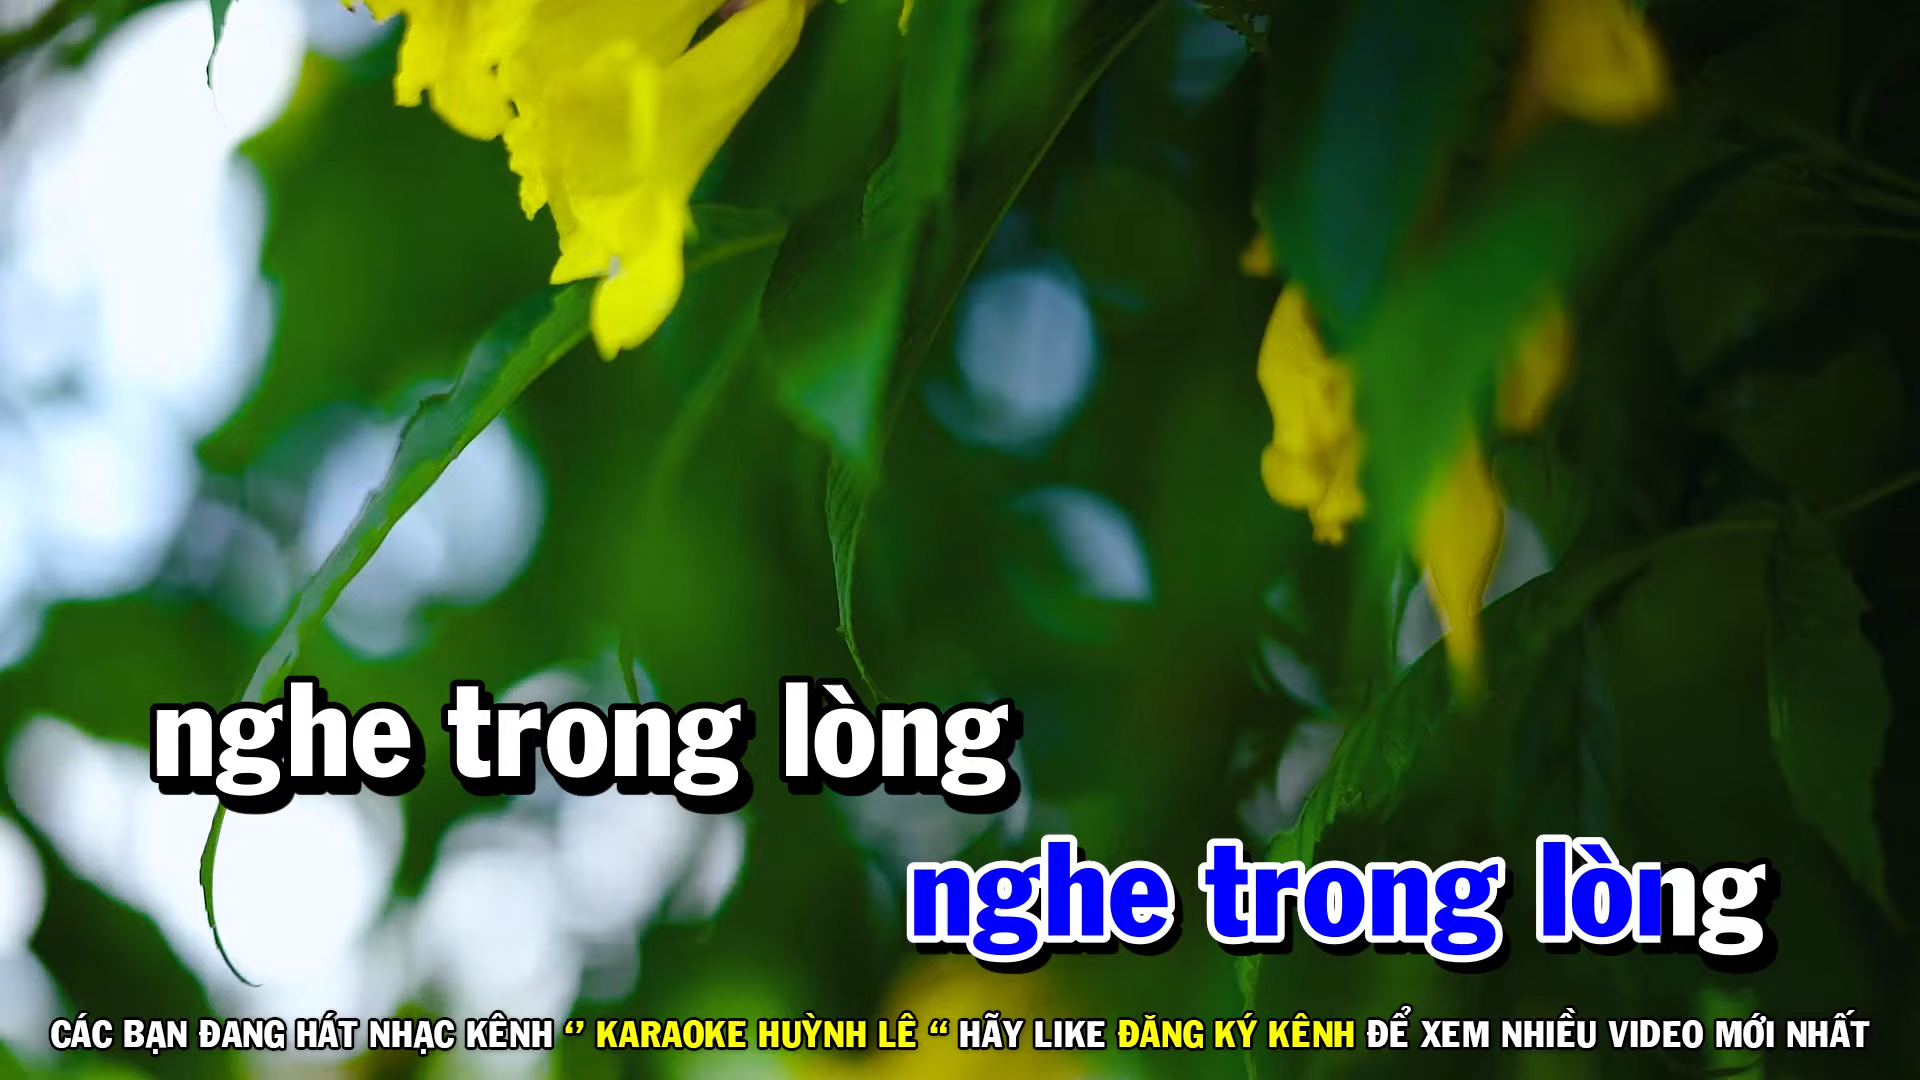 nghe trong lòng
nghe trong lòng
CÁC BẠN ĐANG HÁT NHẠC KÊNH ‘’ KARAOKE HUỲNH LÊ “ HÃY LIKE ĐĂNG KÝ KÊNH ĐỂ XEM NHIỀU VIDEO MỚI NHẤT